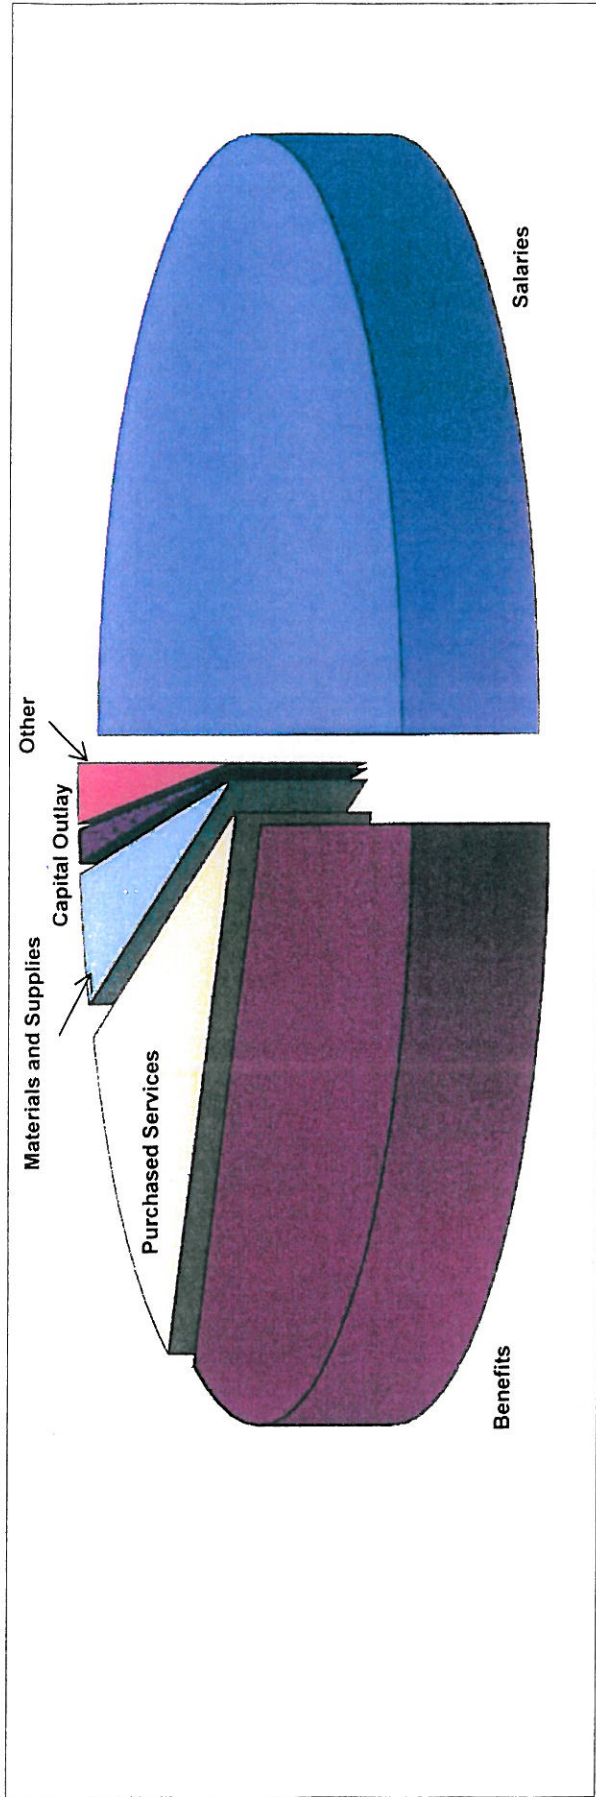 Other
Capital Outlay
Materials and Supplies
Purchased Services
Salaries
Benefits